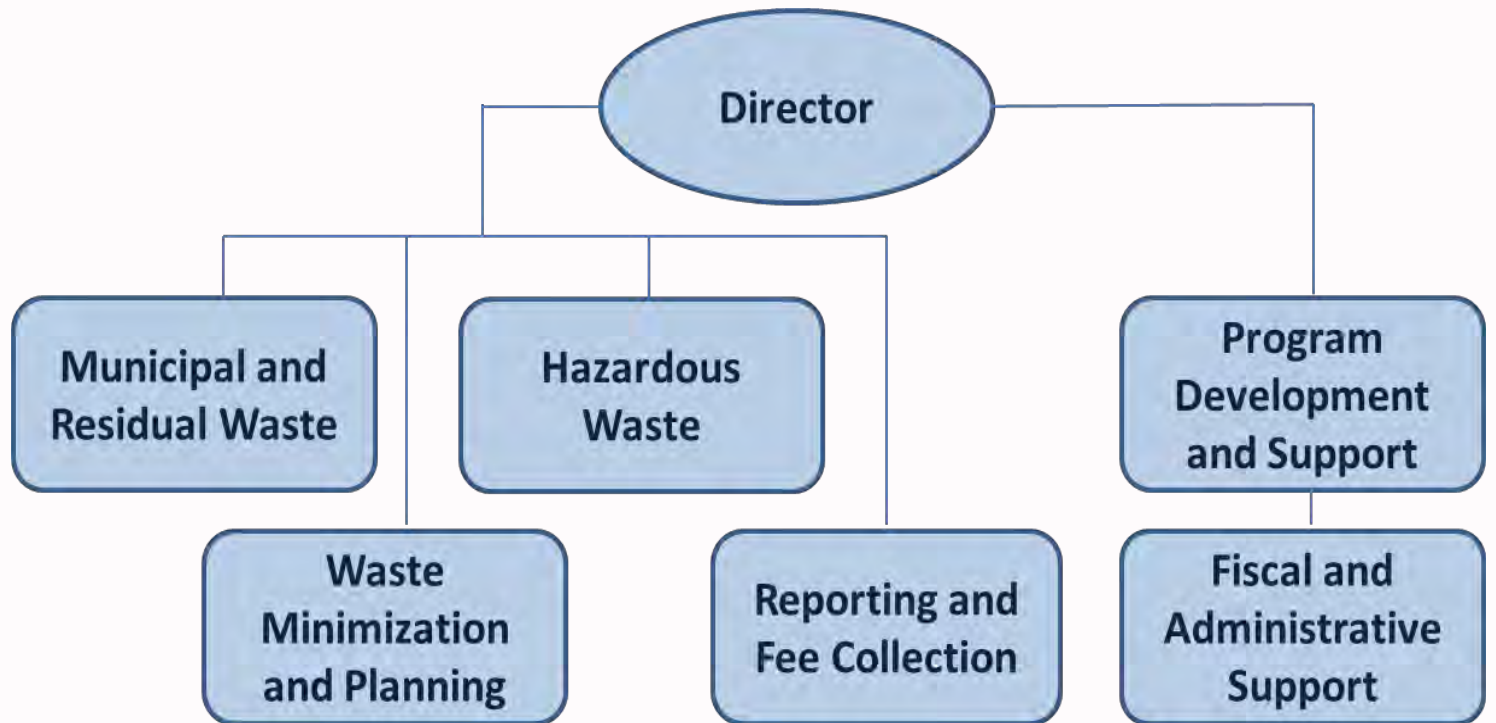 Director
Municipal and
Residual Waste
Hazardous
Waste
Program
Development
and Support
Waste
Minimization
and Planning
Reporting and
Fee Collection
Fiscal and
Administrative
Support